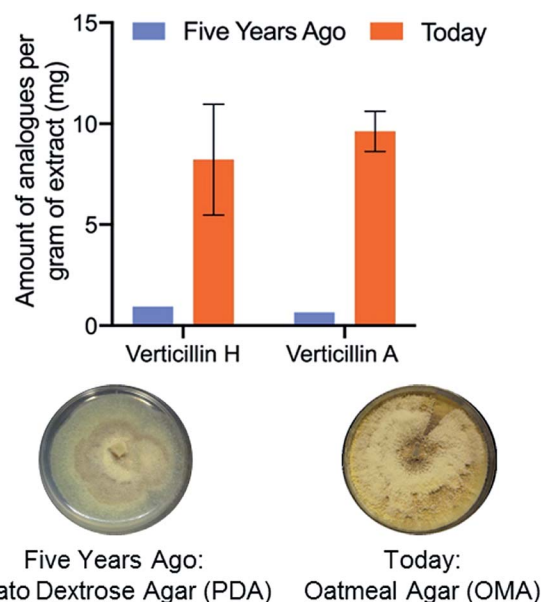 15
Five Years Ago
Today
10
5
0
Amount of analogues per
gram of extract (mg)
Verticillin H
Verticillin A
Five Years Ago:
ato Dextrose Agar (PDA)
Today:
Oatmeal Agar (OMA)